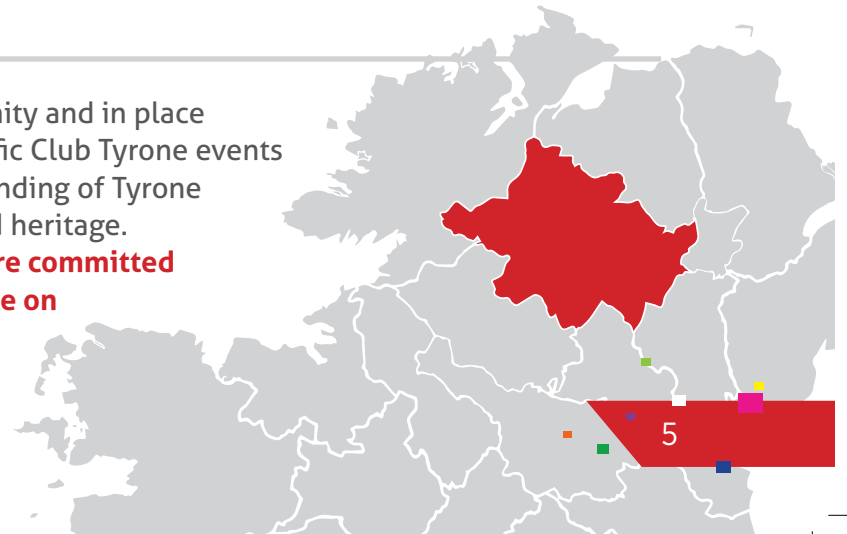 nity and in place
fic Club Tyrone events
nding of Tyrone
heritage.
re committed
e on
5